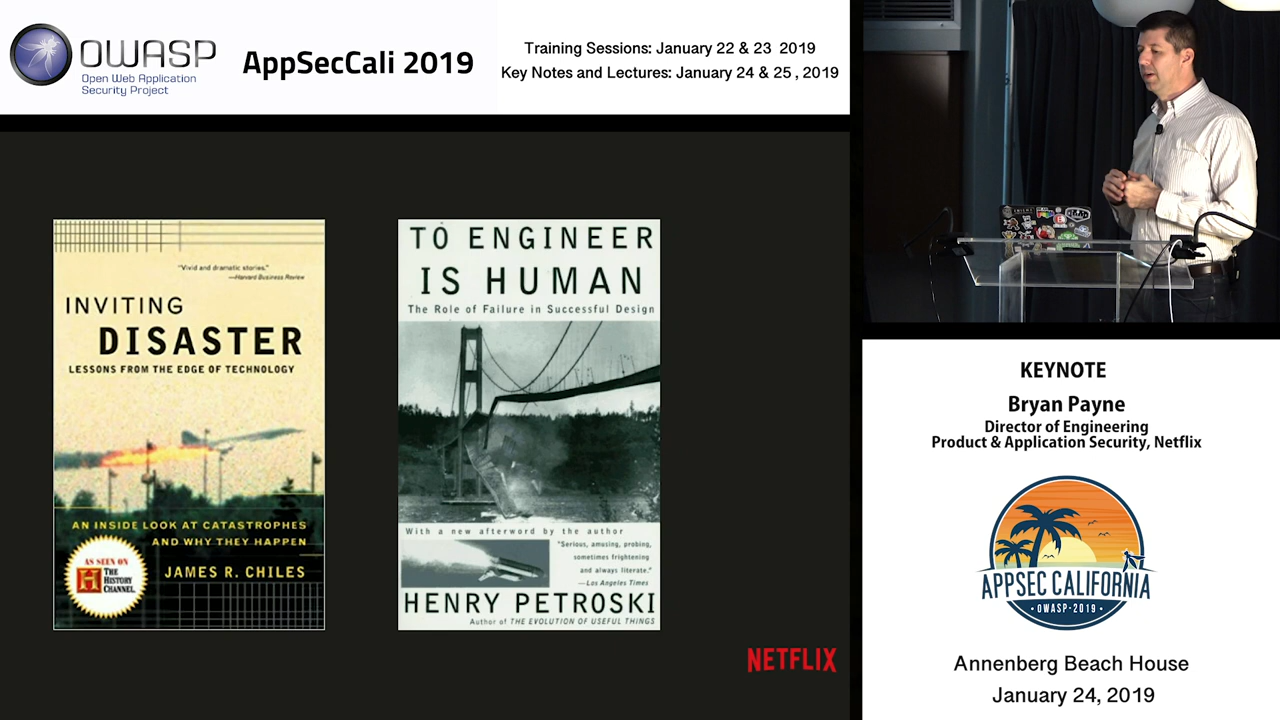 OWASP
Open Web Application
Security Project
AppSecCali 2019
Training Sessions: January 22 & 23 2019
Key Notes and Lectures: January 24 & 25, 2019
"Vivid and dramatic stories."
—Harvard Business Review
INVITING
DISASTER
LESSONS FROM THE EDGE OF TECHNOLOGY
AN INSIDE LOOK AT CATASTROPHES
AND WHY THEY HAPPEN
AS SEEN ON
H THE
HISTORY
CHANNEL
JAMES R. CHILES
TO ENGINEER
IS HUMAN
The Role of Failure in Successful Design
With a new afterword by the author
"Serious, amusing, probing,
sometimes frightening
and always literate."
—Los Angeles Times
HENRY PETROSKI
Author of THE EVOLUTION OF USEFUL THINGS
NETFLIX
KEYNOTE
Bryan Payne
Director of Engineering
Product & Application Security, Netflix
APPSEC CALIFORNIA
• OWASP•2019 •
Annenberg Beach House
January 24, 2019